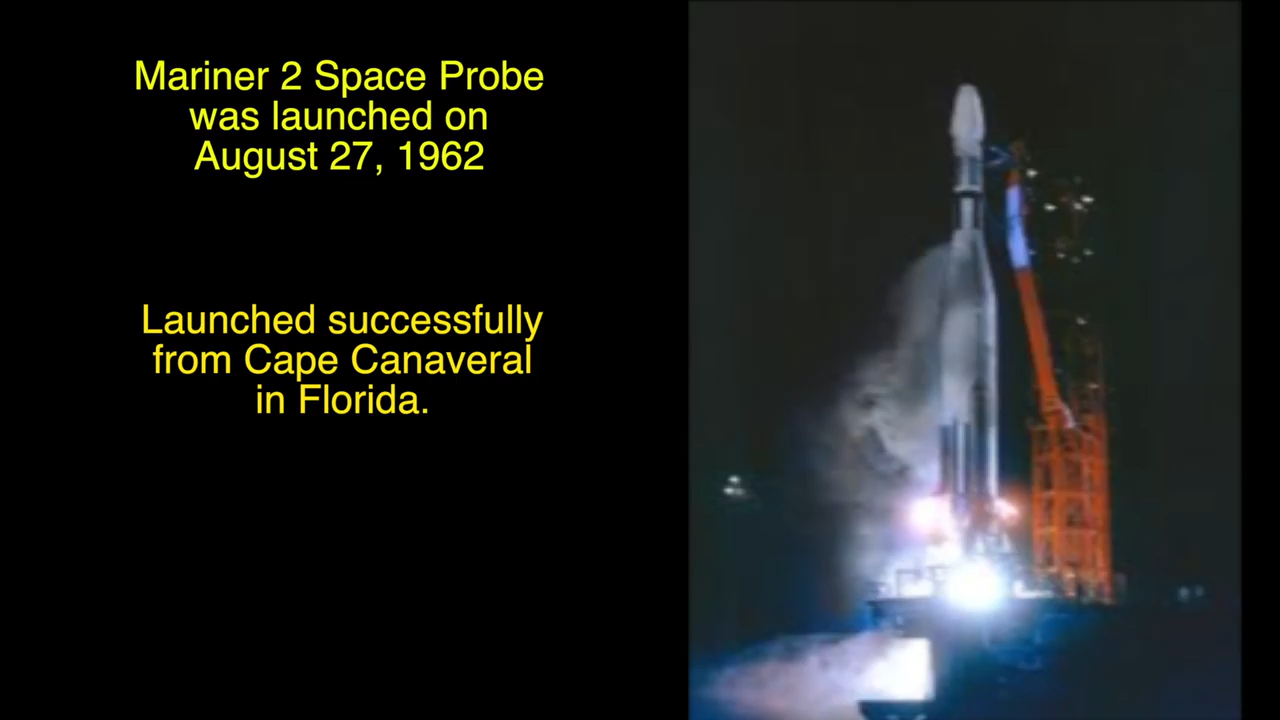 Mariner 2 Space Probe
was launched on
August 27, 1962
Launched successfully
from Cape Canaveral
in Florida.